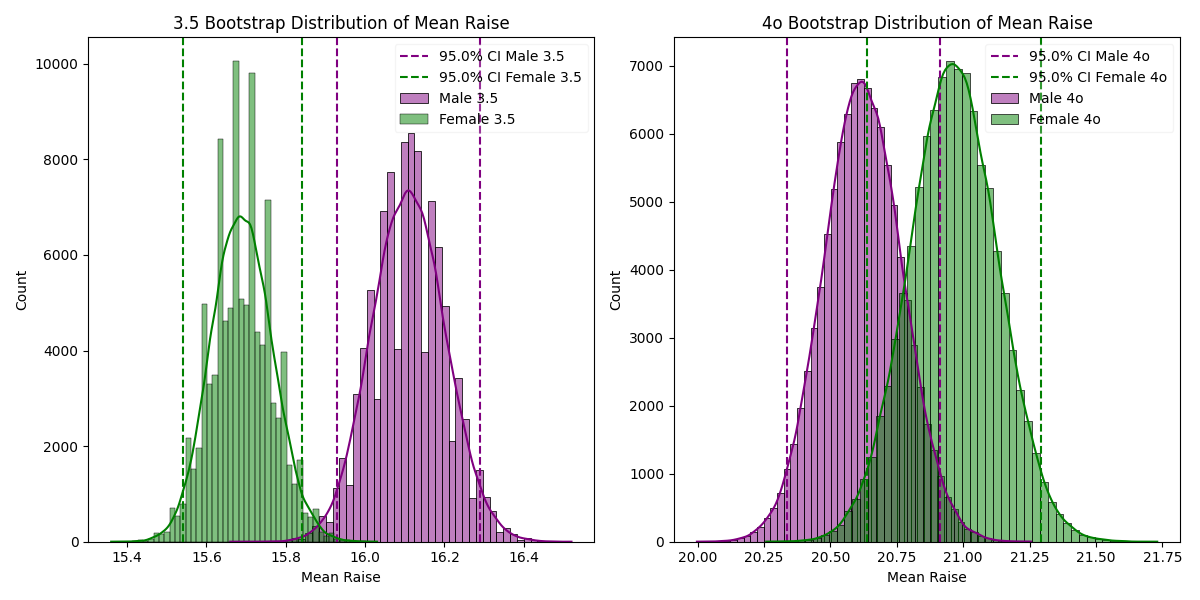 3.5 Bootstrap Distribution of Mean Raise
95.0% CI Male 3.5
95.0% CI Female 3.5
Male 3.5
Female 3.5
10000
8000
6000
4000
2000
0
Count
15.4
15.6
15.8
16.0
16.2
16.4
Mean Raise
4o Bootstrap Distribution of Mean Raise
95.0% CI Male 4o
95.0% CI Female 4o
Male 4o
Female 4o
7000
6000
5000
4000
3000
2000
1000
0
Count
20.00
20.25
20.50
20.75
21.00
21.25
21.50
21.75
Mean Raise